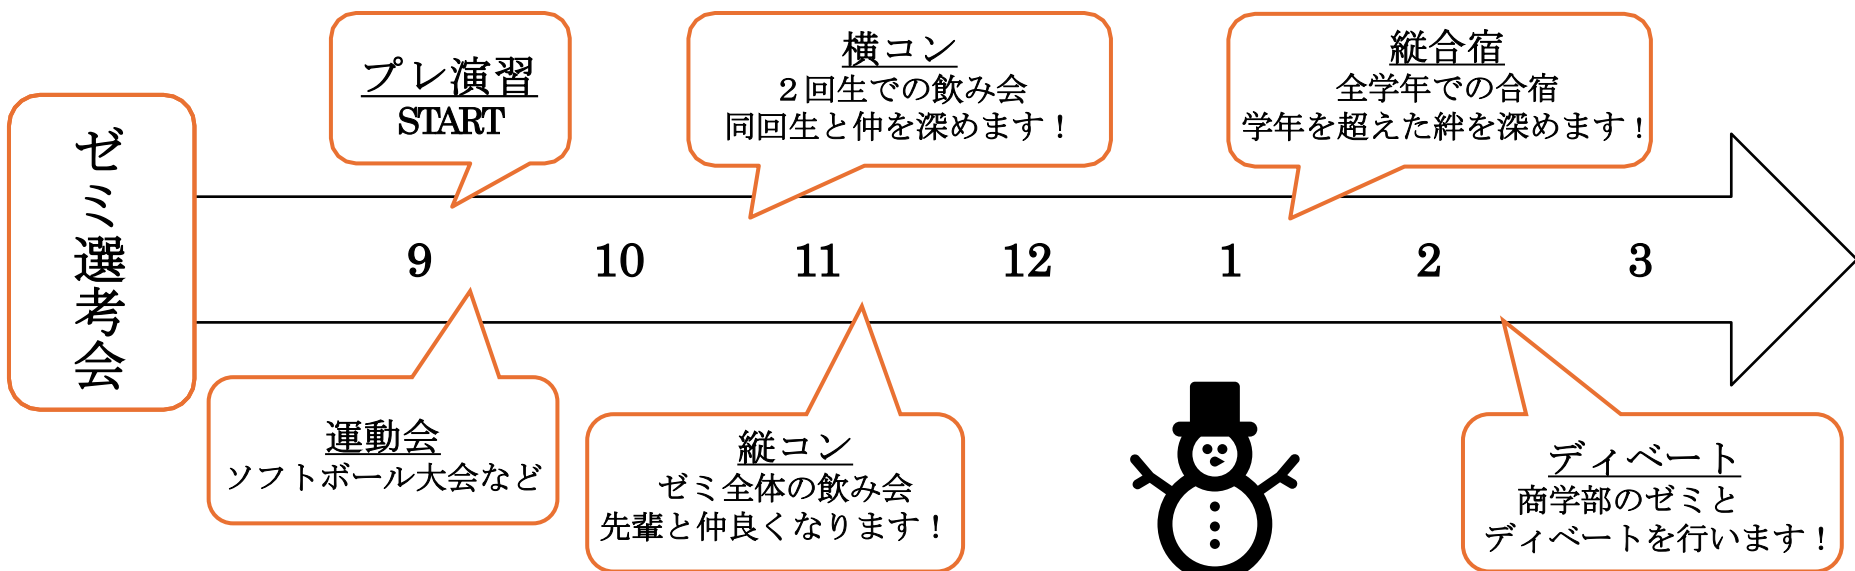 ゼミ選考会
プレ演習
START
横コン
２回生での飲み会
同回生と仲を深めます！
縦合宿
全学年での合宿
学年を超えた絆を深めます！
9 10 11 12 1 2 3
運動会
ソフトボール大会など
縦コン
ゼミ全体の飲み会
先輩と仲良くなります！
ディベート
商学部のゼミと
ディベートを行います！